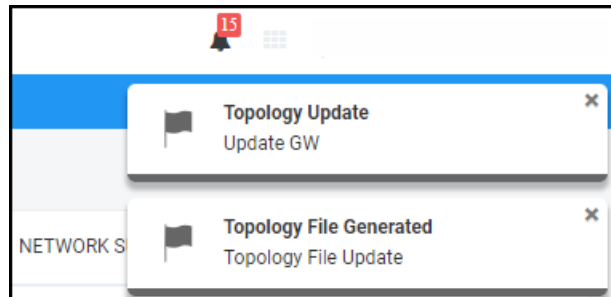 15
Topology Update
Update GW
Topology File Generated
NETWORK S
Topology File Update